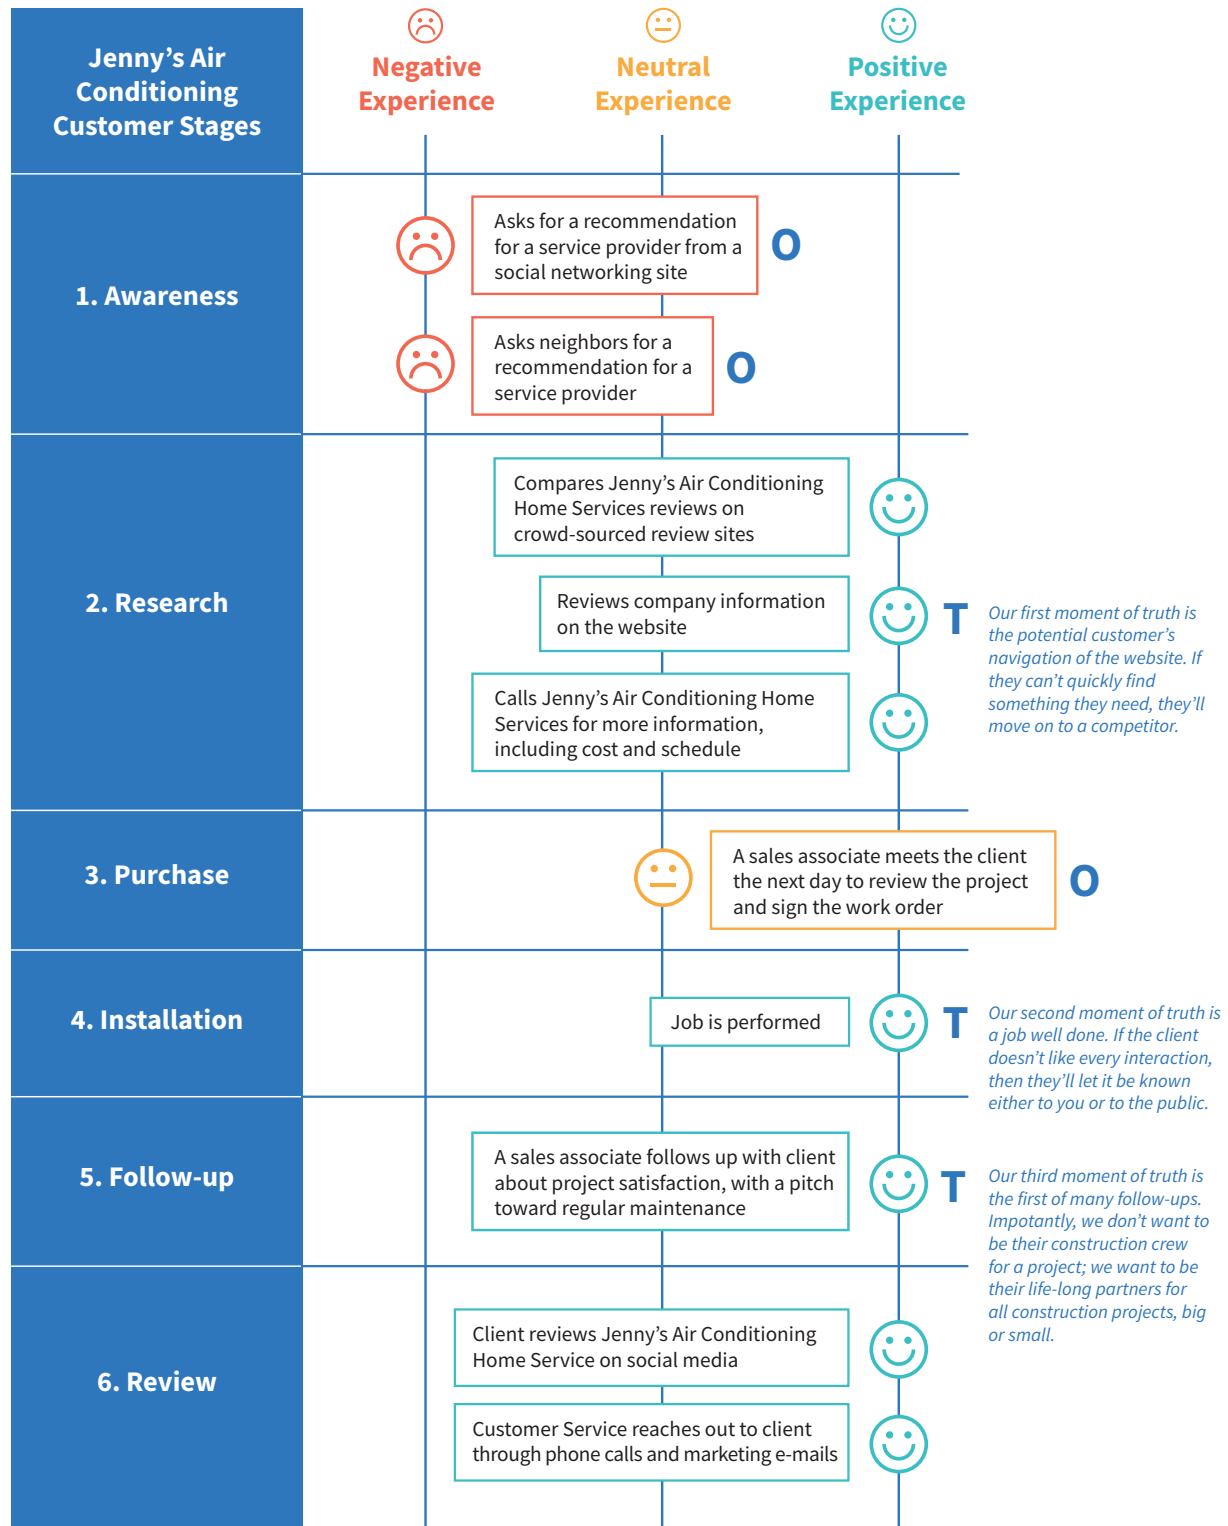 Jenny’s Air
Conditioning
Customer Stages
Negative
Experience
Neutral
Experience
Positive
Experience
1. Awareness
Asks for a recommendation
for a service provider from a
social networking site
O
Asks neighbors for a
recommendation for a
service provider
O
2. Research
Compares Jenny’s Air Conditioning
Home Services reviews on
crowd-sourced review sites
Reviews company information
on the website
T
Our first moment of truth is
the potential customer’s
navigation of the website. If
they can’t quickly find
something they need, they’ll
move on to a competitor.
Calls Jenny’s Air Conditioning Home
Services for more information,
including cost and schedule
3. Purchase
A sales associate meets the client
the next day to review the project
and sign the work order
O
4. Installation
Job is performed
T
Our second moment of truth is
a job well done. If the client
doesn’t like every interaction,
then they’ll let it be known
either to you or to the public.
5. Follow-up
A sales associate follows up with client
about project satisfaction, with a pitch
toward regular maintenance
T
Our third moment of truth is
the first of many follow-ups.
Impotantly, we don’t want to
be their construction crew
for a project; we want to be
their life-long partners for
all construction projects, big
or small.
6. Review
Client reviews Jenny’s Air Conditioning
Home Service on social media
Customer Service reaches out to client
through phone calls and marketing e-mails